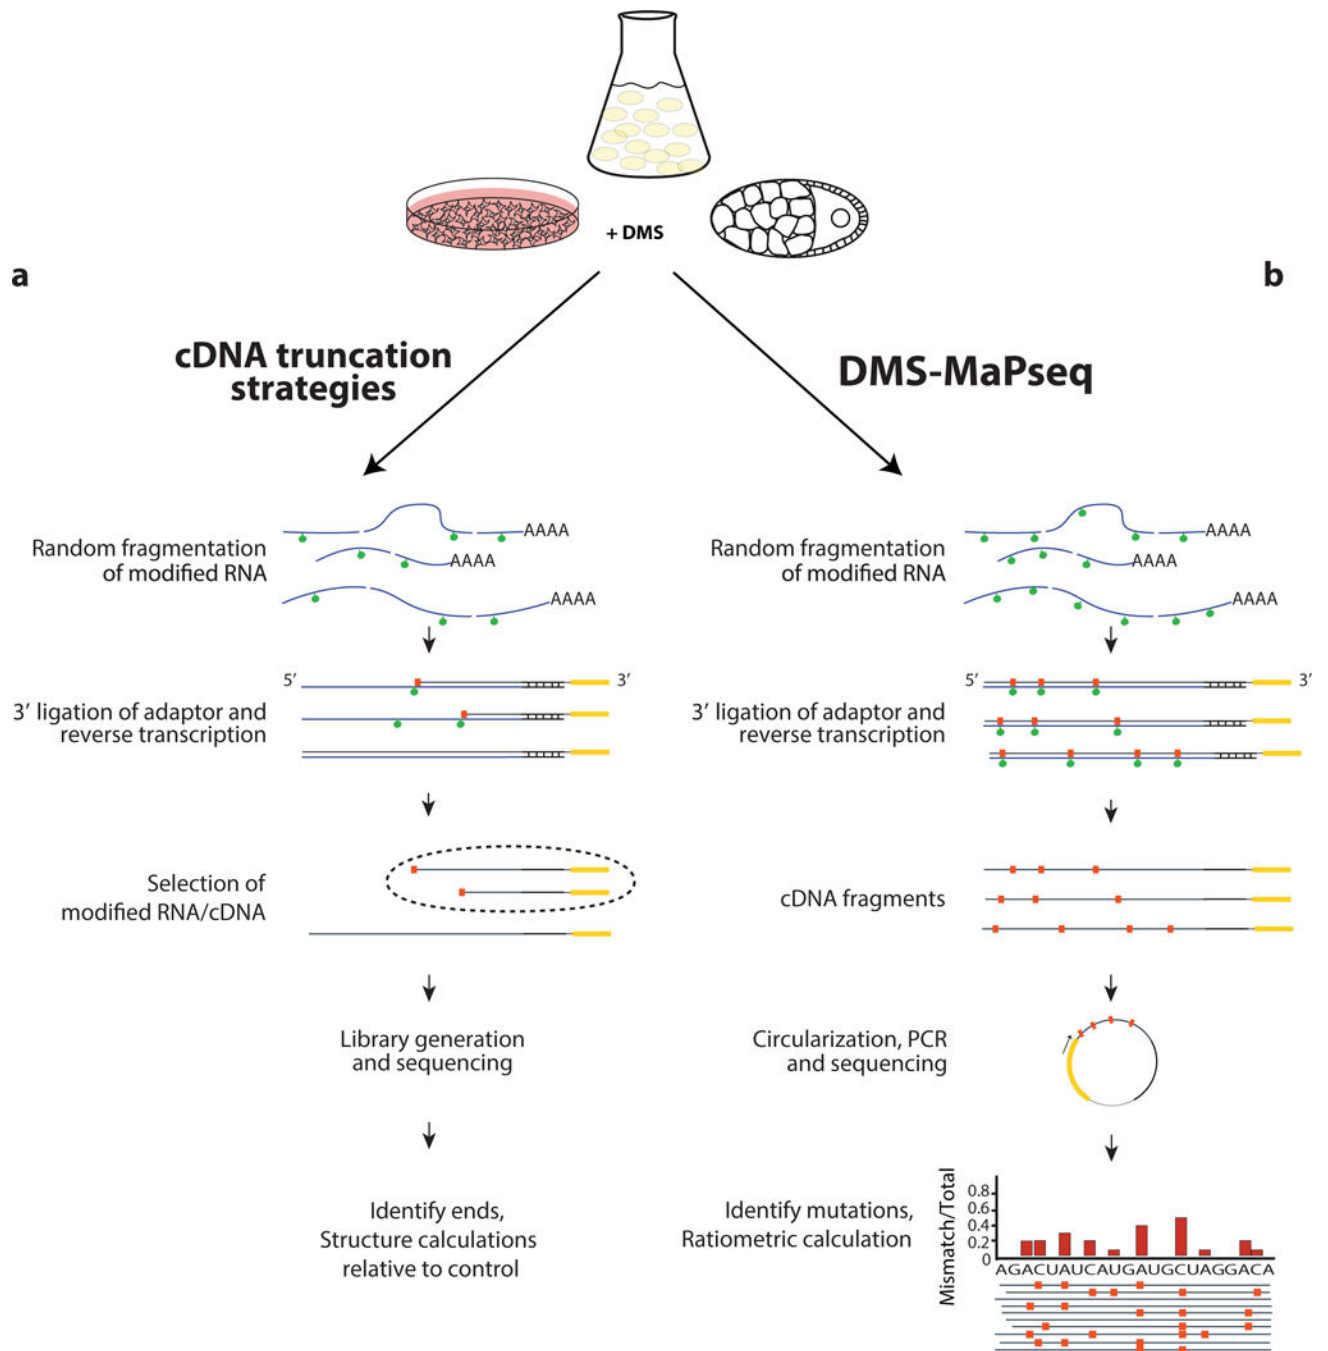 + DMS
a
b
cDNA truncation
strategies
DMS-MaPseq
Random fragmentation
of modified RNA
AAAA
AAAA
AAAA
Random fragmentation
of modified RNA
AAAA
AAAA
AAAA
3′ ligation of adaptor and
reverse transcription
5′
3′
3′ ligation of adaptor and
reverse transcription
5′
3′
Selection of
modified RNA/cDNA
cDNA fragments
Library generation
and sequencing
Circularization, PCR
and sequencing
Identify ends,
Structure calculations
relative to control
Identify mutations,
Ratiometric calculation
Mismatch/Total
0.8
0.6
0.4
0.2
0
AGACUAUCAUGAUGCUAGGACA